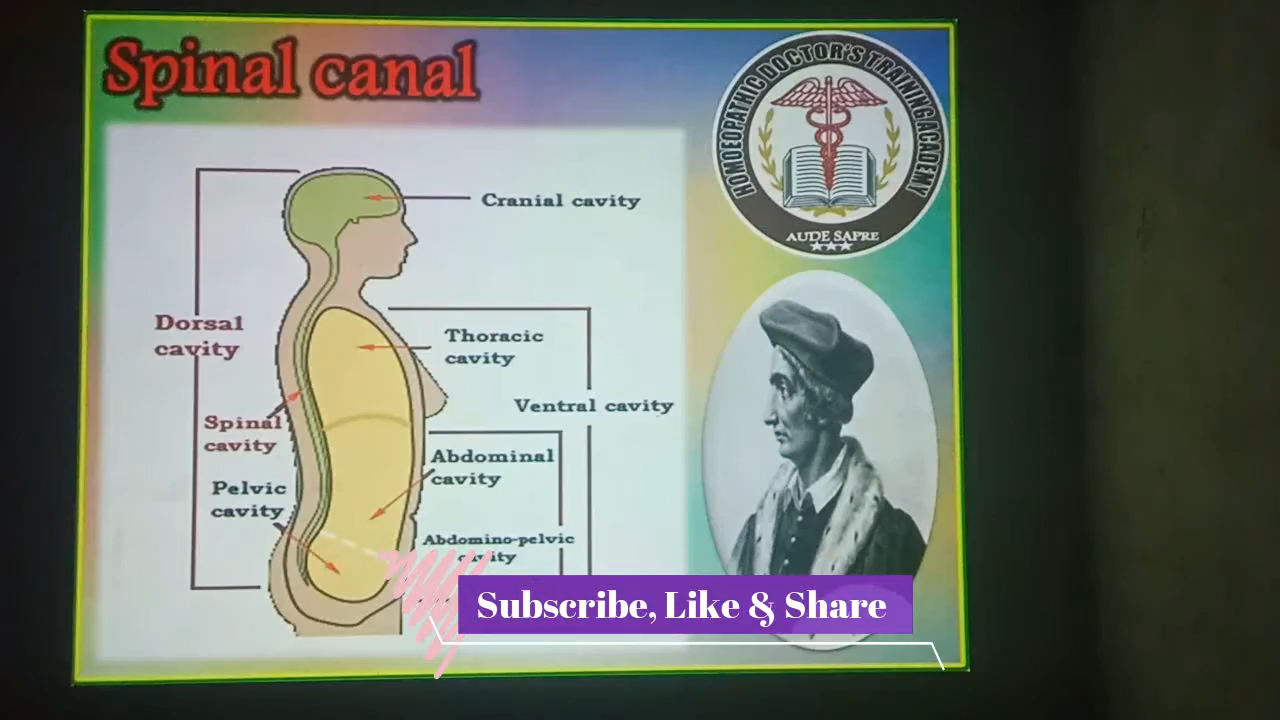 Spinal canal
HOMOEOPATHIC DOCTOR'S TRAINING ACADEMY
AUDE SAPRE
Cranial cavity
Dorsal
cavity
Thoracic
cavity
Ventral cavity
Spinal
cavity
Abdominal
cavity
Pelvic
cavity
Abdomino-pelvic
cavity
Subscribe, Like & Share